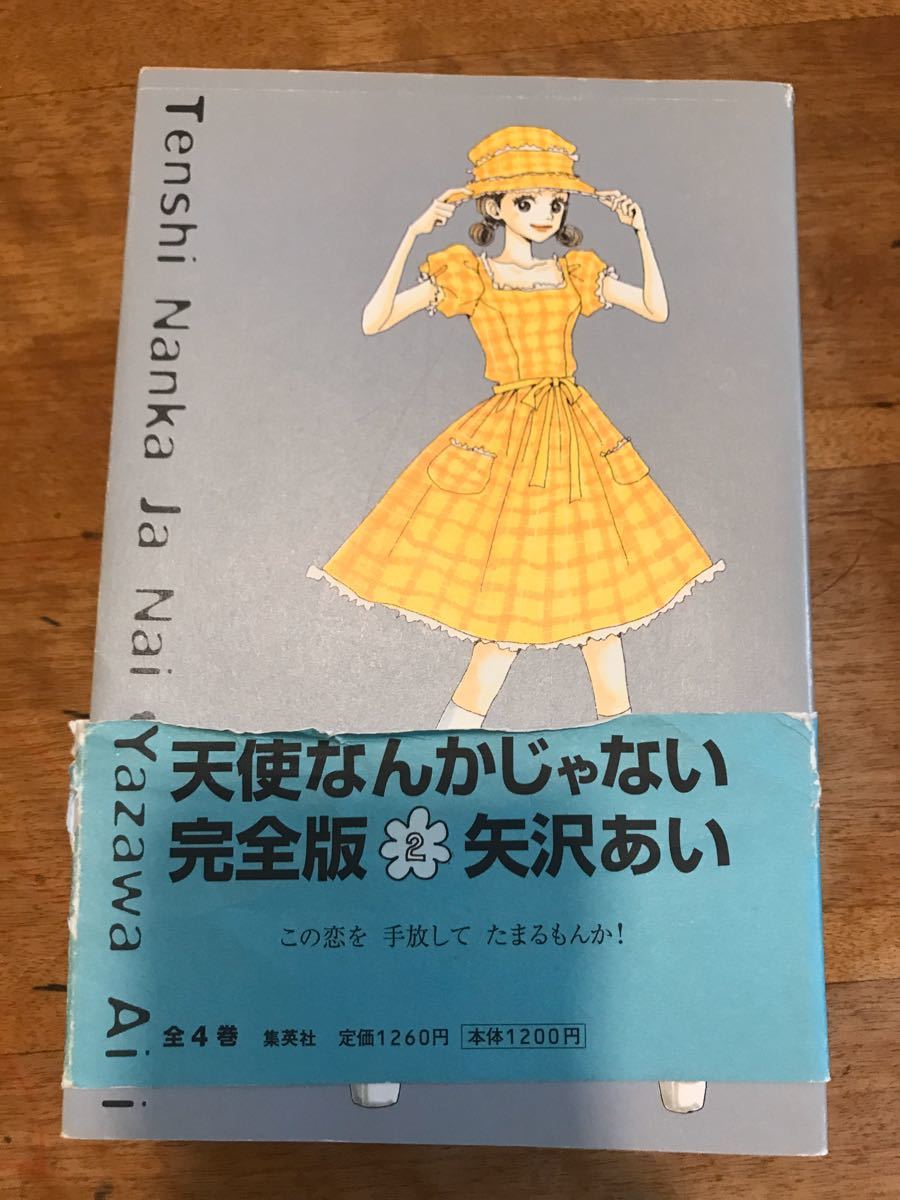 Tenshi Nanka Ja Nai Yazawa Ai
天使なんかじゃない
完全版 2 矢沢あい
この恋を 手放して たまるもんか!
全4巻 集英社 定価1260円 本体1200円